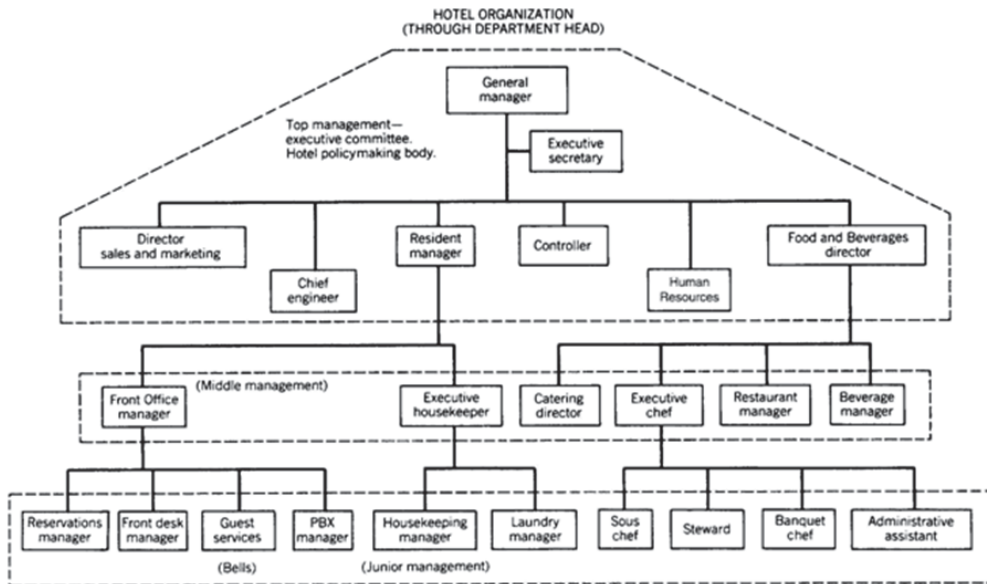 HOTEL ORGANIZATION
(THROUGH DEPARTMENT HEAD)
General
manager
Top management—
executive committee.
Hotel policymaking body.
Executive
secretary
Director
sales and marketing
Resident
manager
Controller
Food and Beverages
director
Chief
engineer
Human
Resources
(Middle management)
Front Office
manager
Executive
housekeeper
Catering
director
Executive
chef
Restaurant
manager
Beverage
manager
Reservations
manager
Front desk
manager
Guest
services
PBX
manager
Housekeeping
manager
Laundry
manager
Sous
chef
Steward
Banquet
chef
Administrative
assistant
(Bells)
(Junior management)